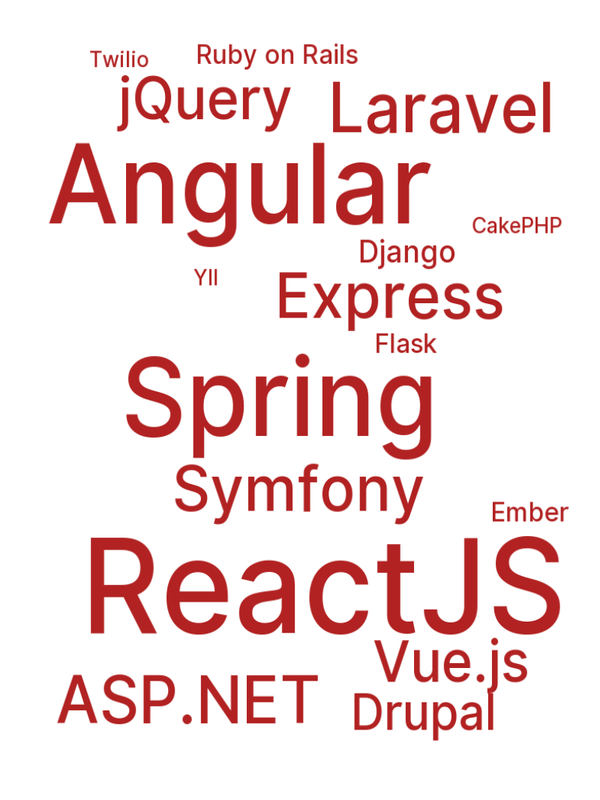 Ruby on Rails
Twilio
jQuery
Laravel
Angular
CakePHP
Django
YII
Express
Flask
Spring
Symfony
Ember
ReactJS
Vue.js
ASP.NET
Drupal